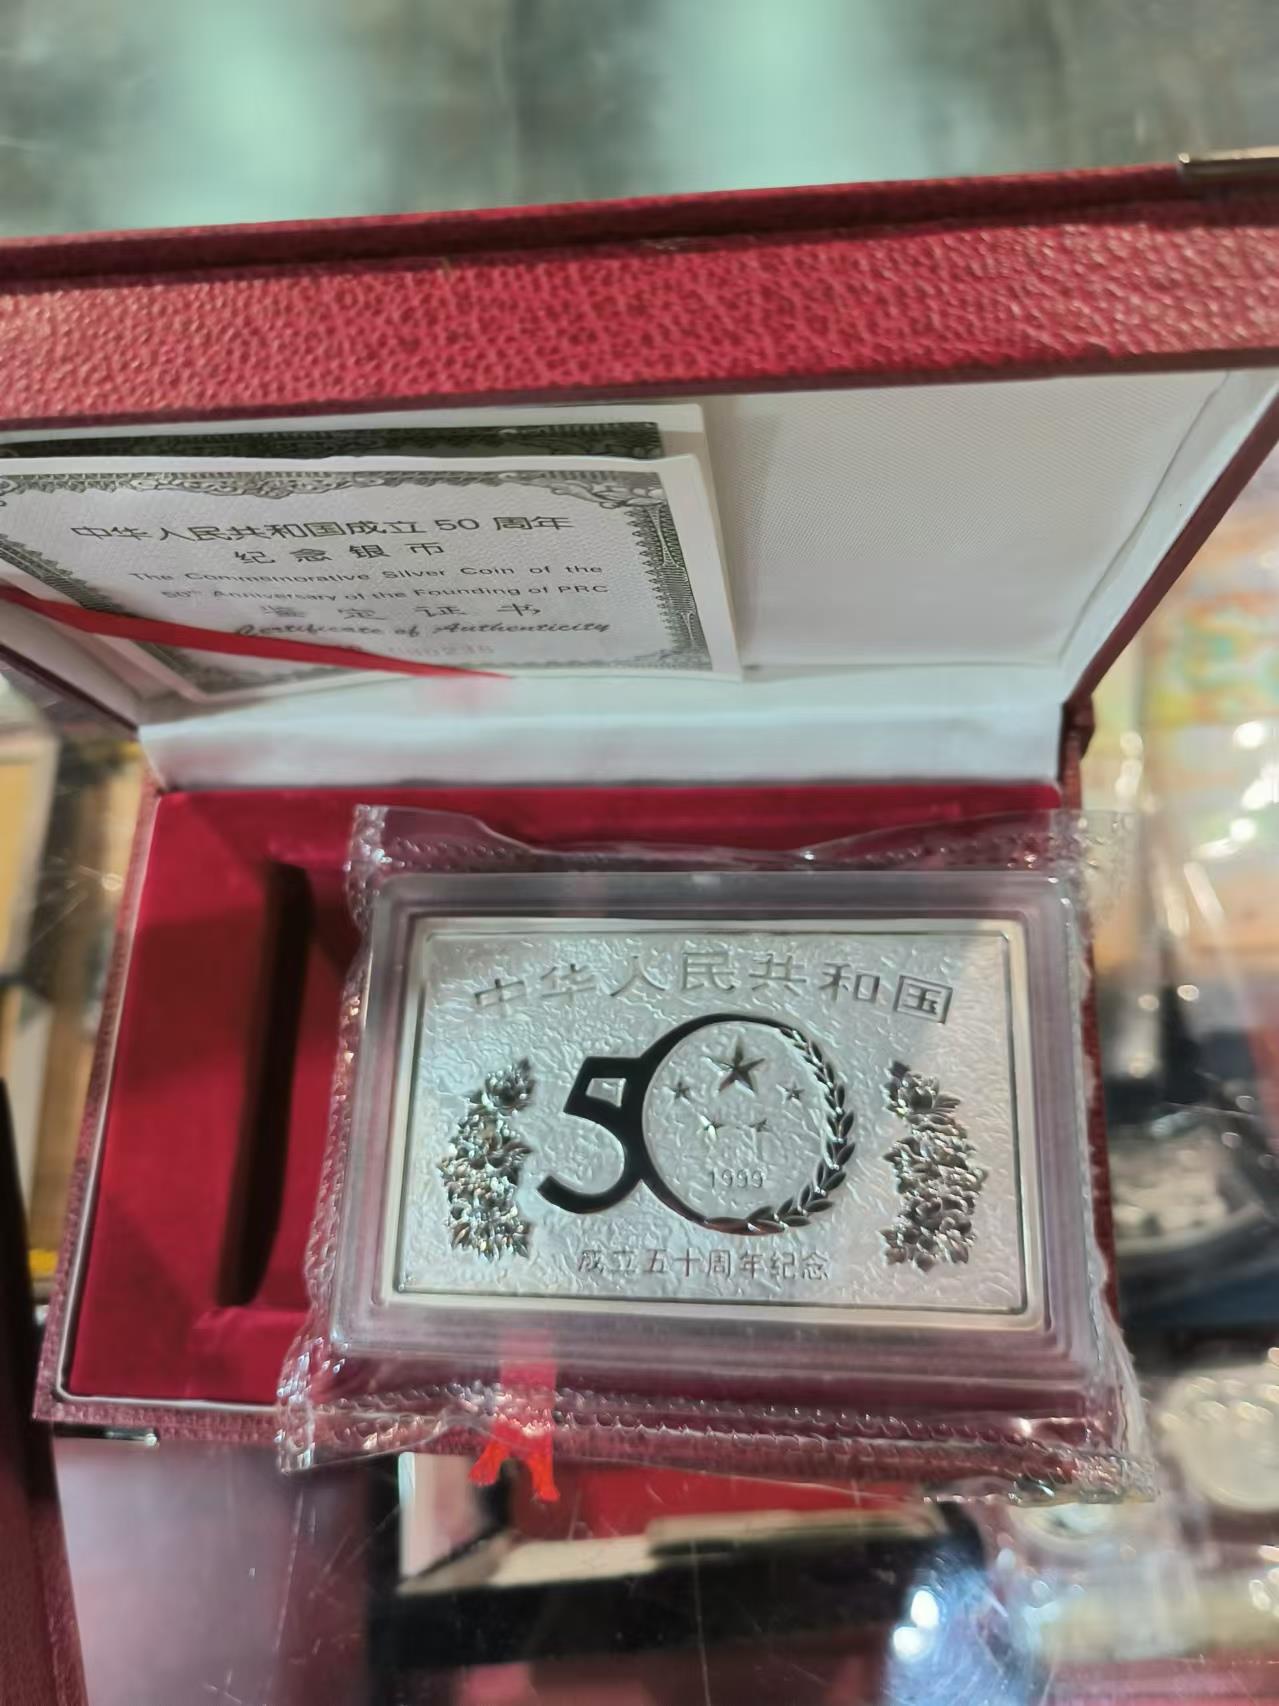 中华人民共和国成立50周年
纪念银币
The Commemorative Silver Coin of the
50th Anniversary of the Founding of PRC
鉴定证书
Certificate of Authenticity
中华人民共和国
50
1999
成立五十周年纪念